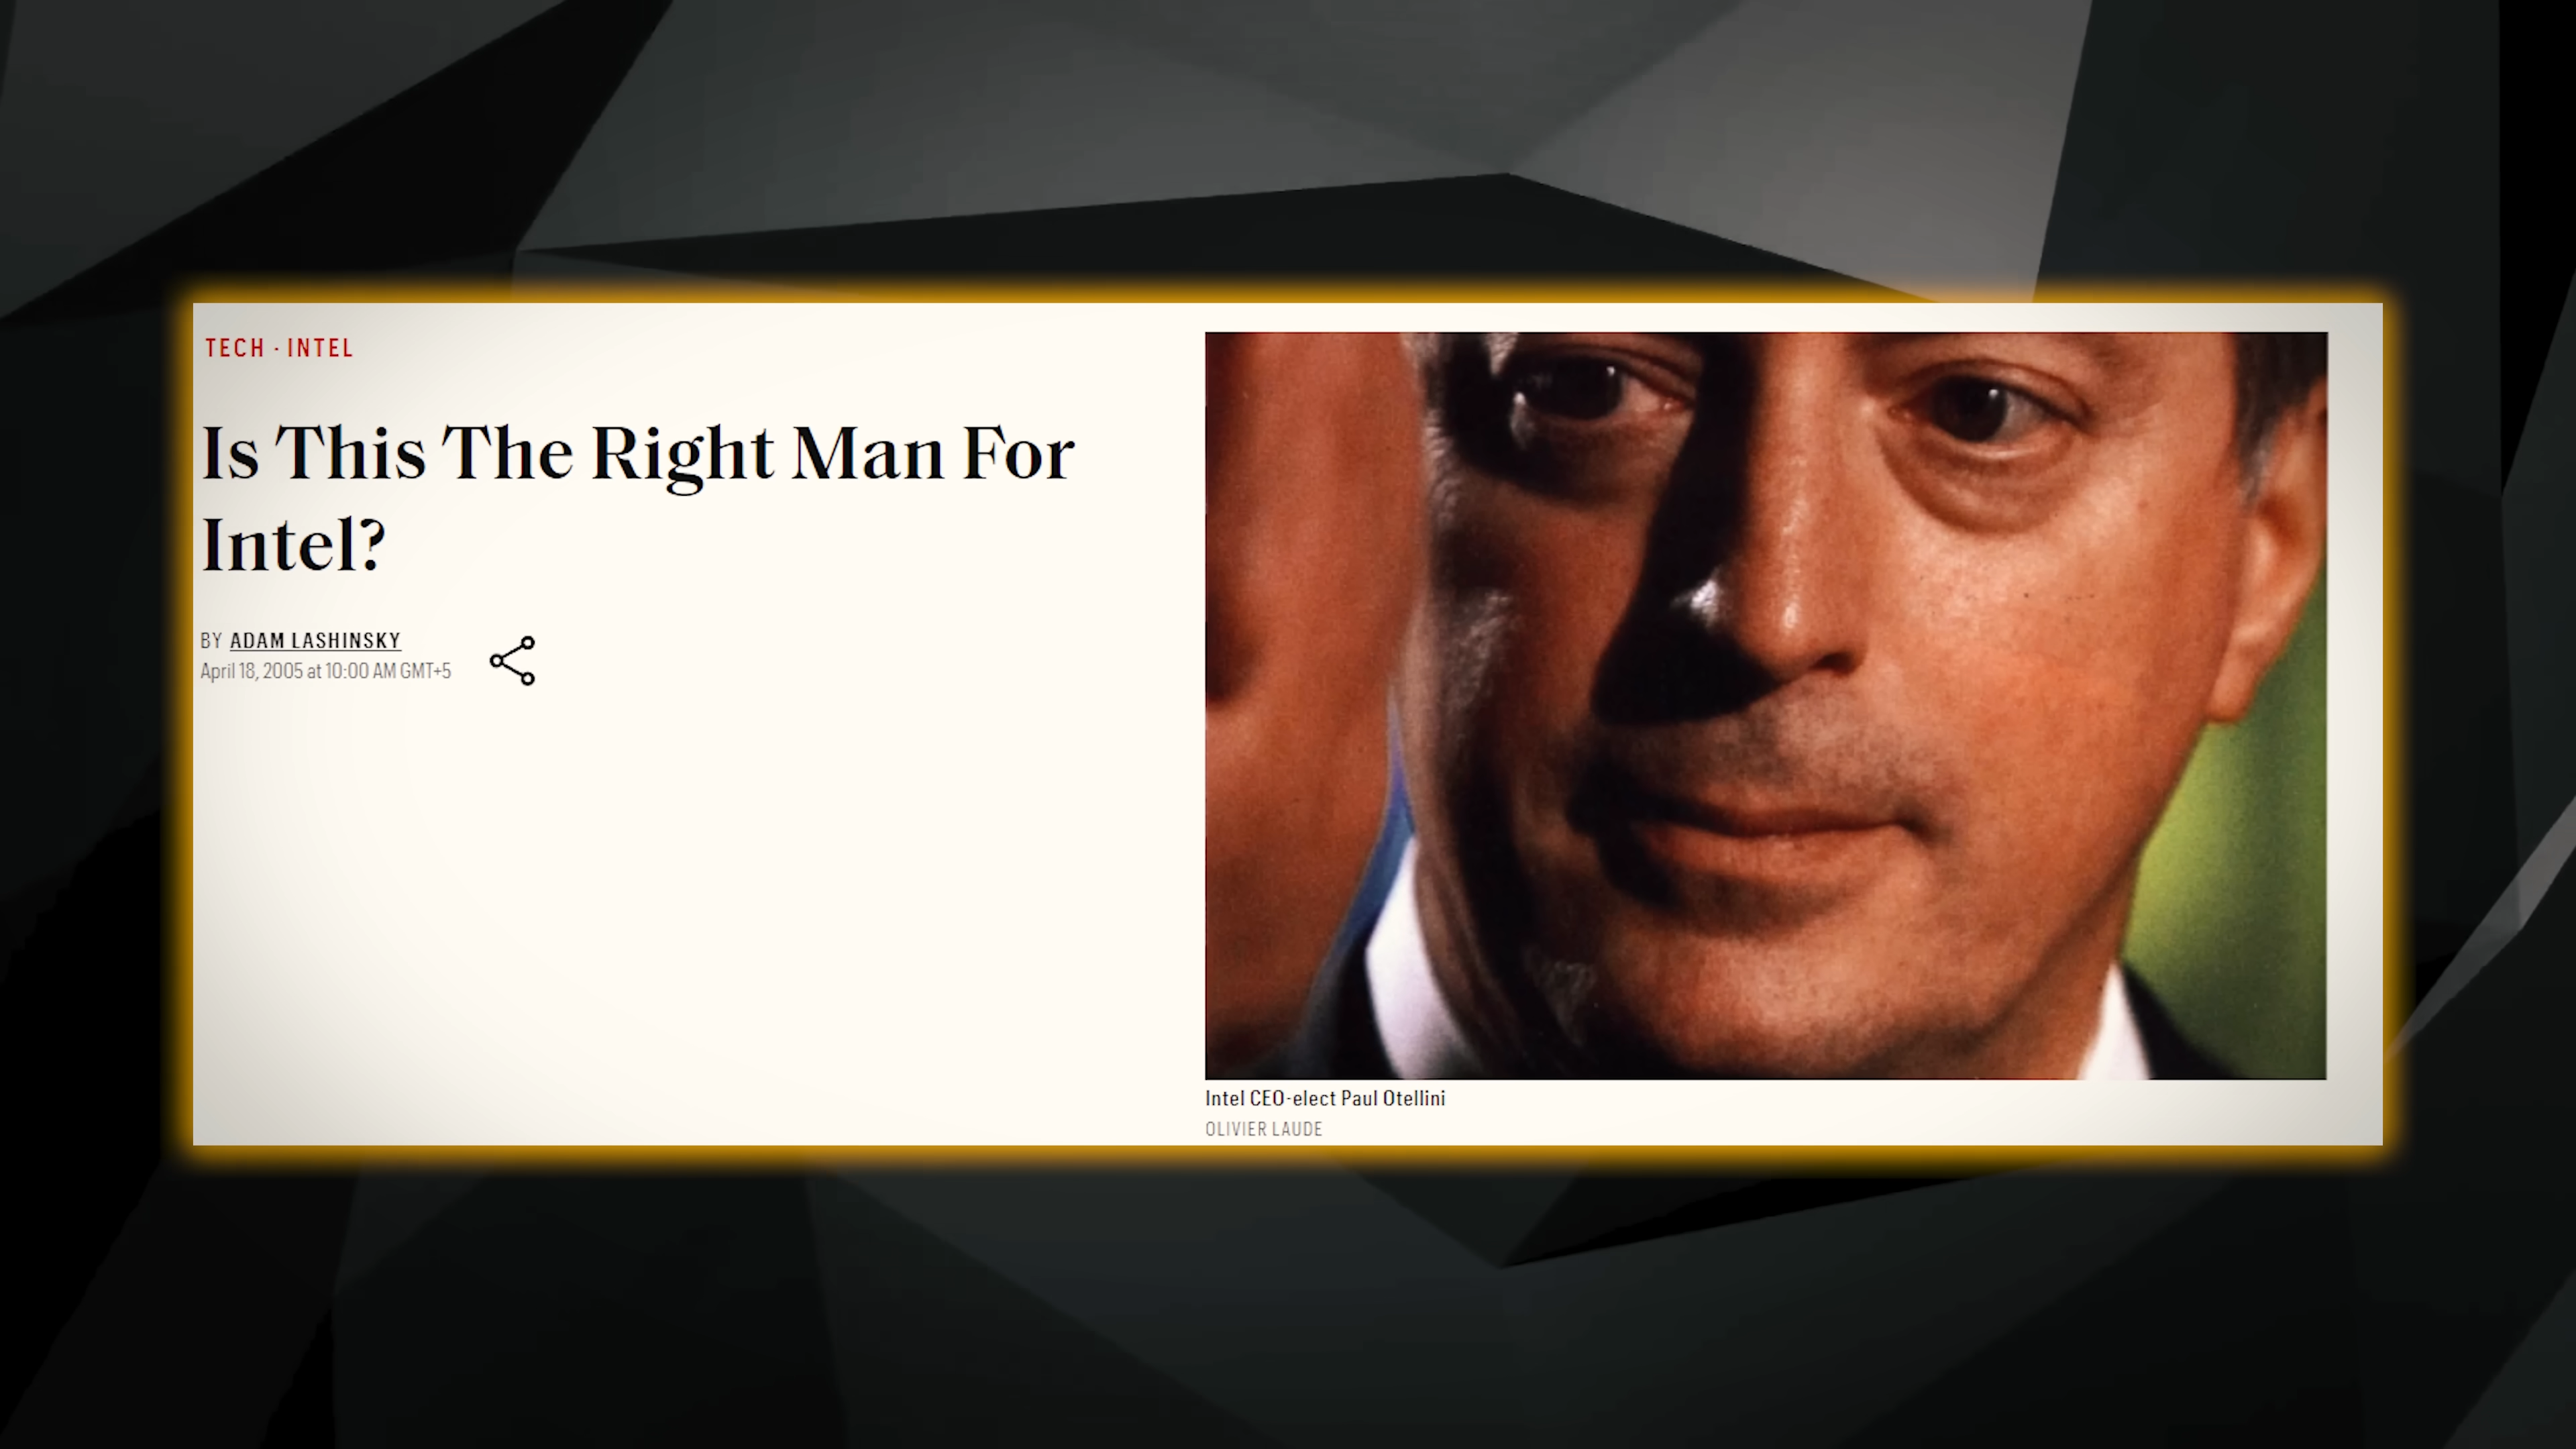 TECH · INTEL
Is This The Right Man For
Intel?
BY ADAM LASHINSKY
April 18, 2005 at 10:00 AM GMT+5
Intel CEO-elect Paul Otellini
OLIVIER LAUDE